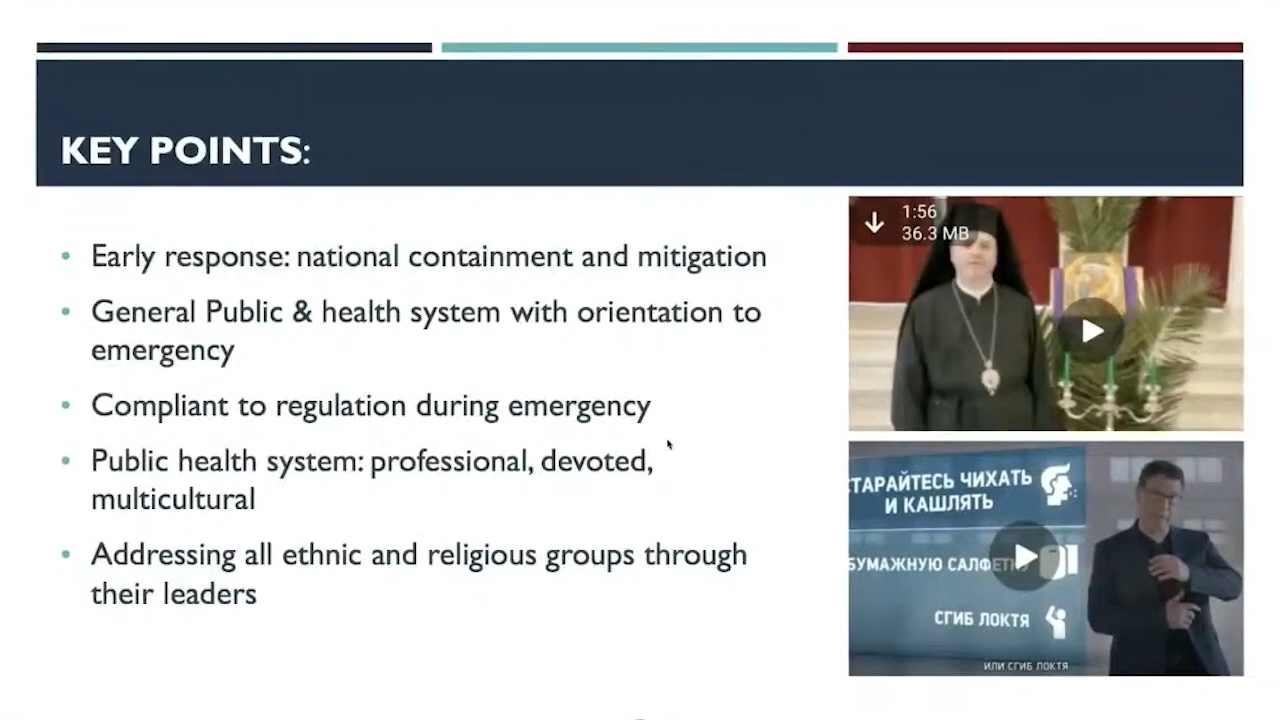 KEY POINTS:
Early response: national containment and mitigation
General Public & health system with orientation to
emergency
Compliant to regulation during emergency
Public health system: professional, devoted,
multicultural
Addressing all ethnic and religious groups through
their leaders
1:56
36.3 MB
ТАРАЙТЕСЬ ЧИХАТЬ
И КАШЛЯТЬ
БУМАЖНУЮ САЛФЕТК
СГИБ ЛОКТЯ
ИЛИ СГИБ ЛОКТЯ